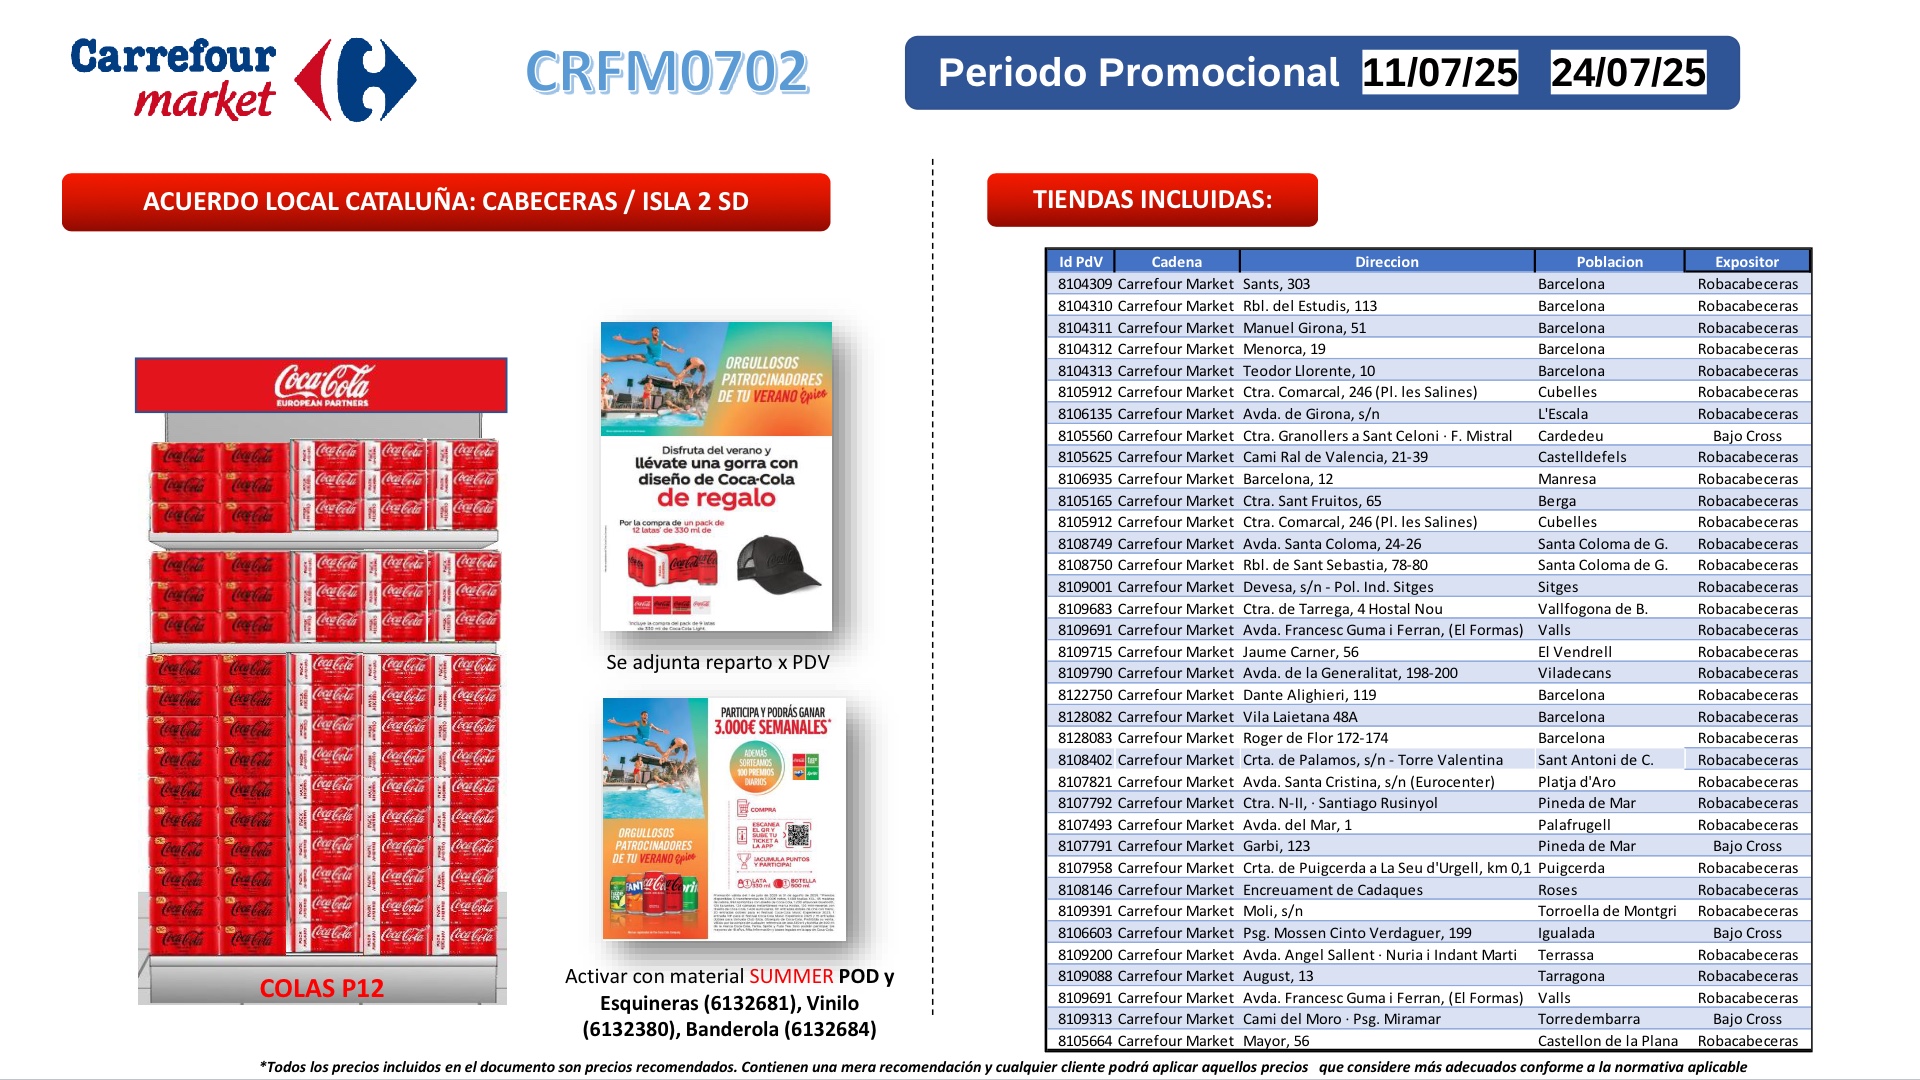 Carrefour
market
CRFM0702
Periodo Promocional 11/07/25 24/07/25
ACUERDO LOCAL CATALUÑA: CABECERAS / ISLA 2 SD
Coca-Cola
EUROPEAN PARTNERS
COLAS P12
ORGULLOSOS
PATROCINADORES
DE TU VERANO Épico
Disfruta del verano y
llévate una gorra con
diseño de Coca-Cola
de regalo
Por la compra de un pack de
12 latas* de 330 ml de
Se adjunta reparto x PDV
PARTICIPA Y PODRÁS GANAR
3.000€ SEMANALES*
ADEMÁS
SORTEAMOS
100 PREMIOS
DIARIOS
COMPRA
ESCANEA
EL QR Y
SUBE TU
TICKET A
LA APP
¡ACUMULA PUNTOS
Y PARTICIPA!
LATA
330 ml
BOTELLA
500 ml
ORGULLOSOS
PATROCINADORES
DE TU VERANO Épico
Activar con material SUMMER POD y
Esquineras (6132681), Vinilo
(6132380), Banderola (6132684)
TIENDAS INCLUIDAS:
Id PdV Cadena Direccion Poblacion Expositor
8104309 Carrefour Market Sants, 303 Barcelona Robacabeceras
8104310 Carrefour Market Rbl. del Estudis, 113 Barcelona Robacabeceras
8104311 Carrefour Market Manuel Girona, 51 Barcelona Robacabeceras
8104312 Carrefour Market Menorca, 19 Barcelona Robacabeceras
8104313 Carrefour Market Teodor Llorente, 10 Barcelona Robacabeceras
8105912 Carrefour Market Ctra. Comarcal, 246 (Pl. les Salines) Cubelles Robacabeceras
8106135 Carrefour Market Avda. de Girona, s/n L'Escala Robacabeceras
8105560 Carrefour Market Ctra. Granollers a Sant Celoni · F. Mistral Cardedeu Bajo Cross
8105625 Carrefour Market Cami Ral de Valencia, 21-39 Castelldefels Robacabeceras
8106935 Carrefour Market Barcelona, 12 Manresa Robacabeceras
8105165 Carrefour Market Ctra. Sant Fruitos, 65 Berga Robacabeceras
8105912 Carrefour Market Ctra. Comarcal, 246 (Pl. les Salines) Cubelles Robacabeceras
8108749 Carrefour Market Avda. Santa Coloma, 24-26 Santa Coloma de G. Robacabeceras
8108750 Carrefour Market Rbl. de Sant Sebastia, 78-80 Santa Coloma de G. Robacabeceras
8109001 Carrefour Market Devesa, s/n - Pol. Ind. Sitges Sitges Robacabeceras
8109683 Carrefour Market Ctra. de Tarrega, 4 Hostal Nou Vallfogona de B. Robacabeceras
8109691 Carrefour Market Avda. Francesc Guma i Ferran, (El Formas) Valls Robacabeceras
8109715 Carrefour Market Jaume Carner, 56 El Vendrell Robacabeceras
8109790 Carrefour Market Avda. de la Generalitat, 198-200 Viladecans Robacabeceras
8122750 Carrefour Market Dante Alighieri, 119 Barcelona Robacabeceras
8128082 Carrefour Market Vila Laietana 48A Barcelona Robacabeceras
8128083 Carrefour Market Roger de Flor 172-174 Barcelona Robacabeceras
8108402 Carrefour Market Crta. de Palamos, s/n - Torre Valentina Sant Antoni de C. Robacabeceras
8107821 Carrefour Market Avda. Santa Cristina, s/n (Eurocenter) Platja d'Aro Robacabeceras
8107792 Carrefour Market Ctra. N-II, · Santiago Rusinyol Pineda de Mar Robacabeceras
8107493 Carrefour Market Avda. del Mar, 1 Palafrugell Robacabeceras
8107791 Carrefour Market Garbi, 123 Pineda de Mar Bajo Cross
8107958 Carrefour Market Crta. de Puigcerda a La Seu d'Urgell, km 0,1 Puigcerda Robacabeceras
8108146 Carrefour Market Encreuament de Cadaques Roses Robacabeceras
8109391 Carrefour Market Moli, s/n Torroella de Montgri Robacabeceras
8106603 Carrefour Market Psg. Mossen Cinto Verdaguer, 199 Igualada Bajo Cross
8109200 Carrefour Market Avda. Angel Sallent · Nuria i Indant Marti Terrassa Robacabeceras
8109088 Carrefour Market August, 13 Tarragona Robacabeceras
8109691 Carrefour Market Avda. Francesc Guma i Ferran, (El Formas) Valls Robacabeceras
8109313 Carrefour Market Cami del Moro · Psg. Miramar Torredembarra Bajo Cross
8105664 Carrefour Market Mayor, 56 Castellon de la Plana Robacabeceras
*Todos los precios incluidos en el documento son precios recomendados. Contienen una mera recomendación y cualquier cliente podrá aplicar aquellos precios que considere más adecuados conforme a la normativa aplicable